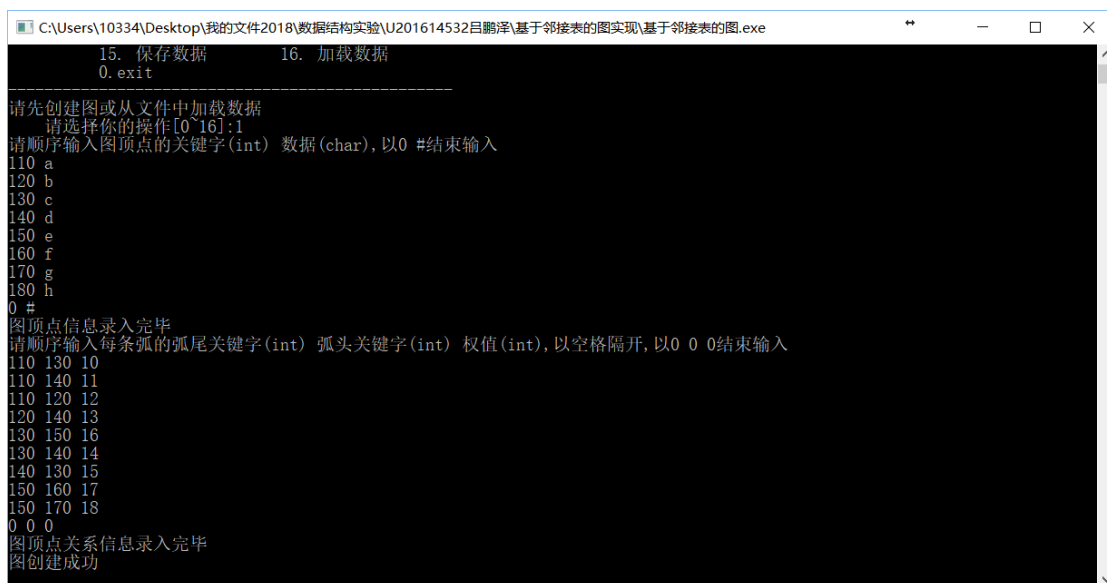 C:\Users\10334\Desktop\我的文件2018\数据结构实验\U201614532吕鹏泽\基于邻接表的图实现\基于邻接表的图.exe
15. 保存数据 16. 加载数据
0.exit
--------------------------------------------------
请先创建图或从文件中加载数据
请选择你的操作[0~16]:1
请顺序输入图顶点的关键字(int) 数据(char),以0 #结束输入
110 a
120 b
130 c
140 d
150 e
160 f
170 g
180 h
0 #
图顶点信息录入完毕
请顺序输入每条弧的弧尾关键字(int) 弧头关键字(int) 权值(int),以空格隔开,以0 0 0结束输入
110 130 10
110 140 11
110 120 12
120 140 13
130 150 16
130 140 14
140 130 15
150 160 17
150 170 18
0 0 0
图顶点关系信息录入完毕
图创建成功